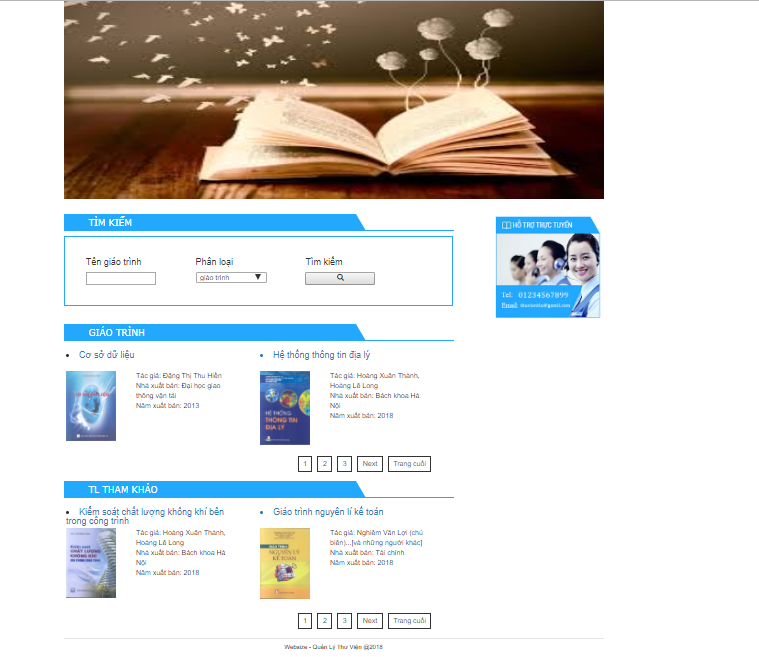 TÌM KIẾM
Tên giáo trình
Phân loại
Tìm kiếm
giáo trình
HỖ TRỢ TRỰC TUYẾN
Tel: 01234567899
Email:
GIÁO TRÌNH
Cơ sở dữ liệu
Tác giả: Đặng Thị Thu Hiền
Nhà xuất bản: Đại học giao
thông vận tải
Năm xuất bản: 2013
Hệ thống thông tin địa lý
HỆ THỐNG
THÔNG TIN
ĐỊA LÝ
Tác giả: Hoàng Xuân Thành,
Hoàng Lê Long
Nhà xuất bản: Bách khoa Hà
Nội
Năm xuất bản: 2018
1 2 3 Next Trang cuối
TL THAM KHẢO
Kiểm soát chất lượng không khí bên
trong công trình
CHẤT LƯỢNG
KHÔNG KHÍ
Tác giả: Hoàng Xuân Thành,
Hoàng Lê Long
Nhà xuất bản: Bách khoa Hà
Nội
Năm xuất bản: 2018
Giáo trình nguyên lí kế toán
NGUYÊN LÝ
KẾ TOÁN
Tác giả: Nghiêm Văn Lợi (chủ
biên)...[và những người khác]
Nhà xuất bản: Tài chính
Năm xuất bản: 2018
1 2 3 Next Trang cuối
Websize - Quản Lý Thư Viện @2018